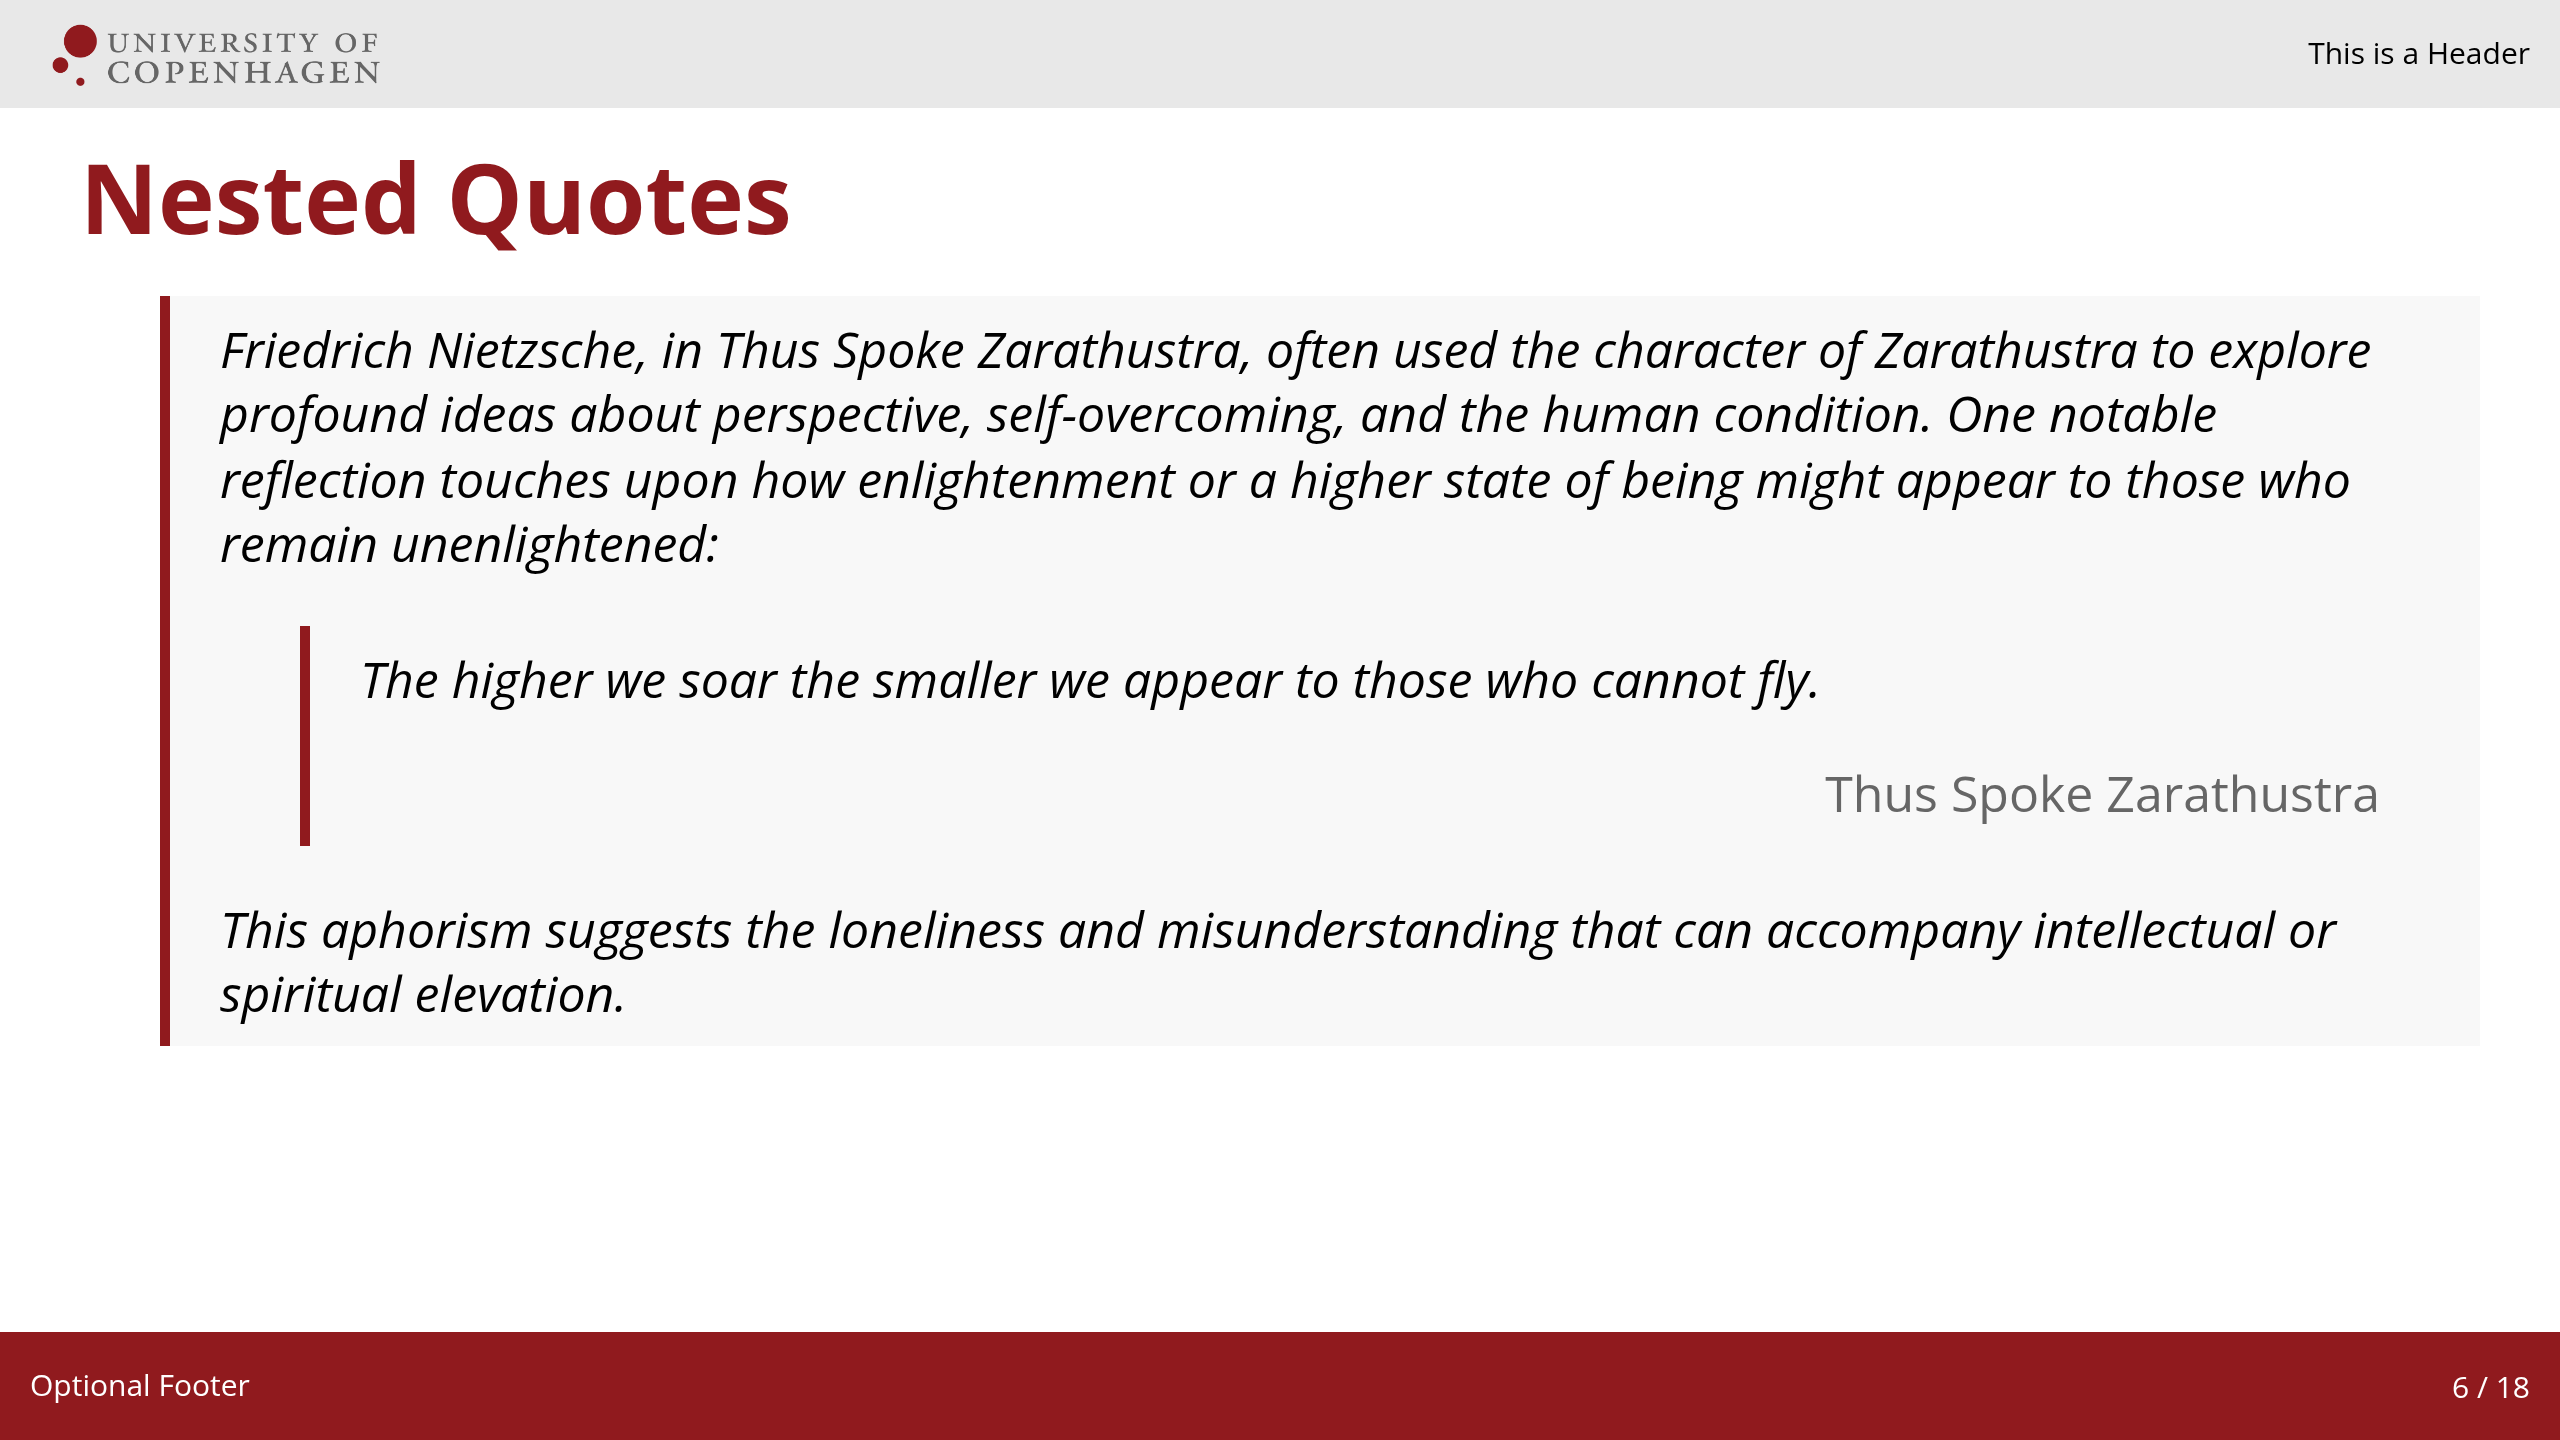 UNIVERSITY OF
COPENHAGEN
This is a Header
Nested Quotes
Friedrich Nietzsche, in Thus Spoke Zarathustra, often used the character of Zarathustra to explore
profound ideas about perspective, self-overcoming, and the human condition. One notable
reflection touches upon how enlightenment or a higher state of being might appear to those who
remain unenlightened:
The higher we soar the smaller we appear to those who cannot fly.
Thus Spoke Zarathustra
This aphorism suggests the loneliness and misunderstanding that can accompany intellectual or
spiritual elevation.
Optional Footer
6 / 18